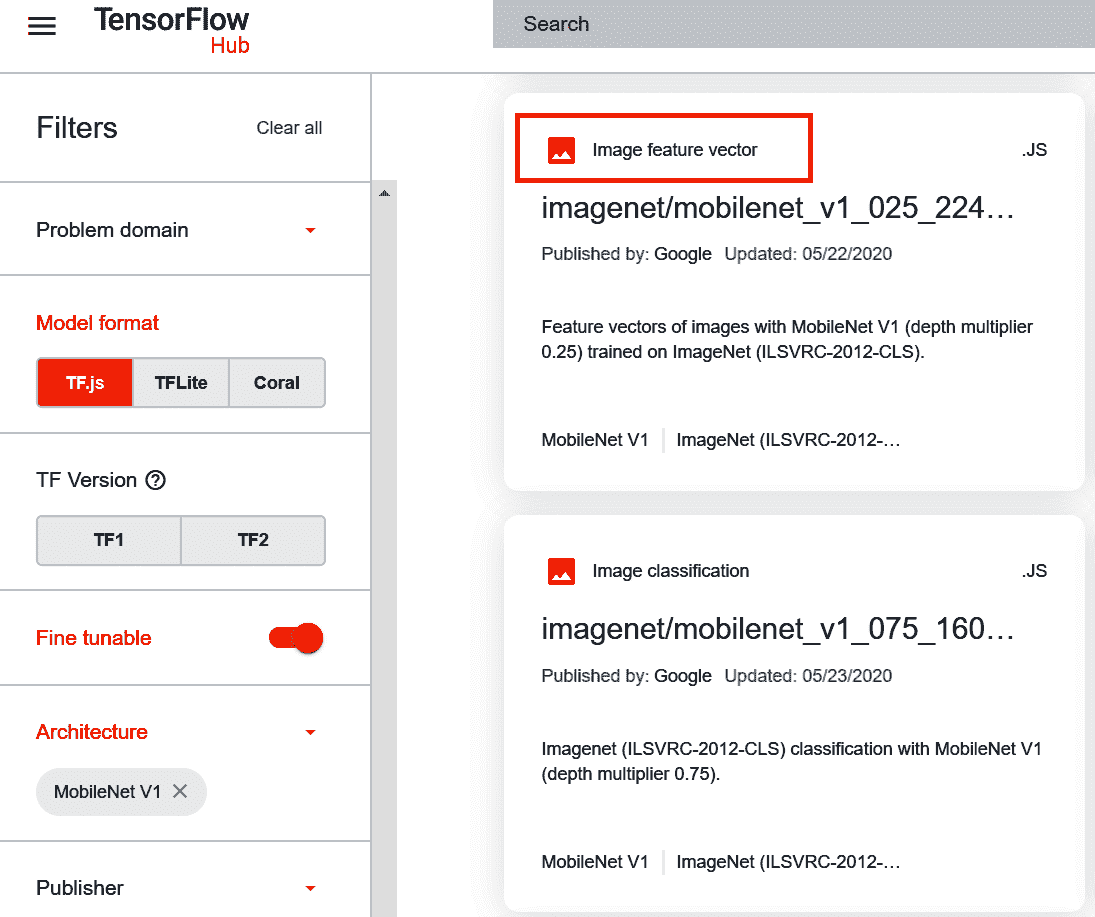 TensorFlow
Hub
Search
Filters
Clear all
Problem domain
Model format
TF.js
TFLite
Coral
TF Version
TF1
TF2
Fine tunable
Architecture
MobileNet V1
Publisher
Image feature vector
.JS
imagenet/mobilenet_v1_025_224...
Published by: Google Updated: 05/22/2020
Feature vectors of images with MobileNet V1 (depth multiplier
0.25) trained on ImageNet (ILSVRC-2012-CLS).
MobileNet V1
ImageNet (ILSVRC-2012-...
Image classification
.JS
imagenet/mobilenet_v1_075_160...
Published by: Google Updated: 05/23/2020
Imagenet (ILSVRC-2012-CLS) classification with MobileNet V1
(depth multiplier 0.75).
MobileNet V1
ImageNet (ILSVRC-2012-...